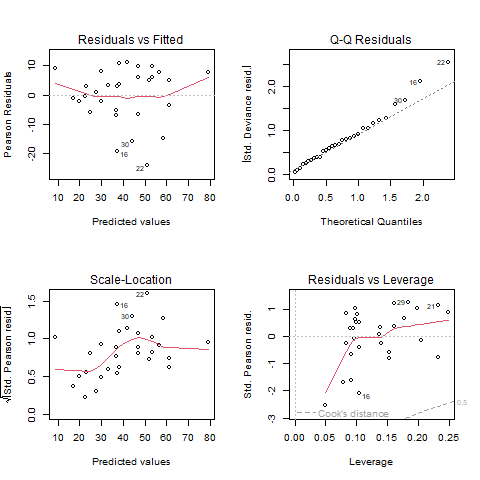 Residuals vs Fitted
Pearson Residuals
10
0
-10
-20
30
16
22
10 20 30 40 50 60 70 80
Predicted values
Q-Q Residuals
|Std. Deviance resid.|
2.0
1.0
0.0
22
16
30
0.0 0.5 1.0 1.5 2.0
Theoretical Quantiles
Scale-Location
√|Std. Pearson resid.|
1.5
1.0
0.5
0.0
22
16
30
10 20 30 40 50 60 70 80
Predicted values
Residuals vs Leverage
Std. Pearson resid.
1
0
-1
-2
-3
29
21
16
Cook's distance
0.5
0.00 0.05 0.10 0.15 0.20 0.25
Leverage